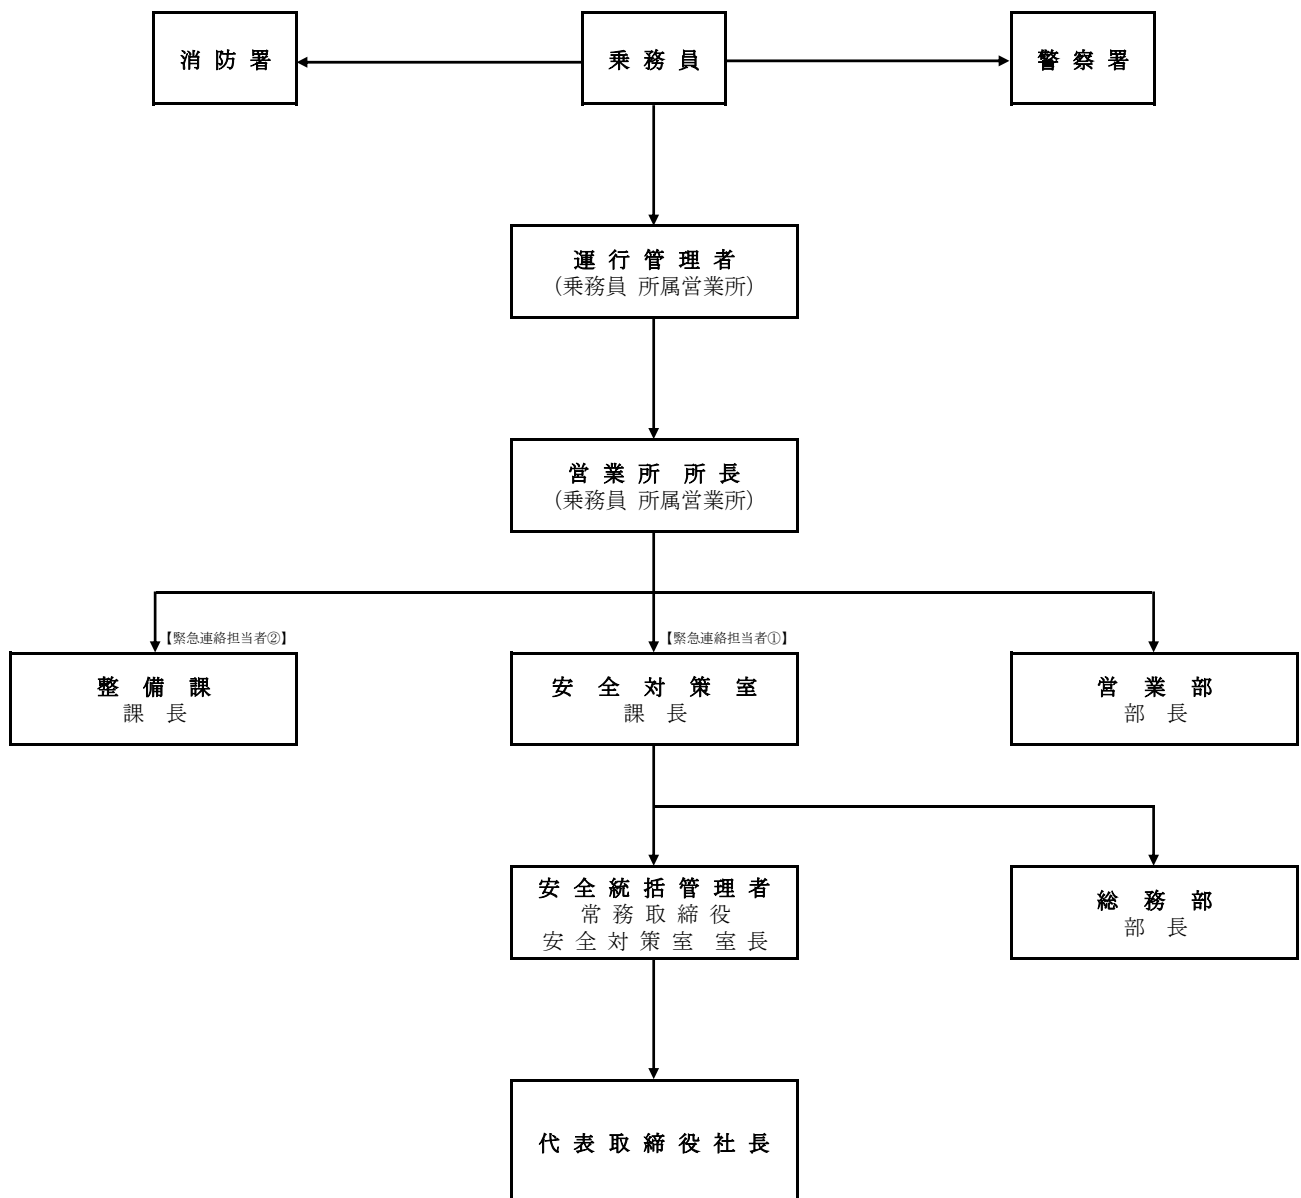 消防署
乗務員
警察署
運行管理者
（乗務員 所属営業所）
営業所 所長
（乗務員 所属営業所）
【緊急連絡担当者②】
【緊急連絡担当者①】
整備課
課 長
安全対策室
課 長
営業部
部 長
安全統括管理者
常務取締役
安全対策室 室長
総務部
部 長
代表取締役社長